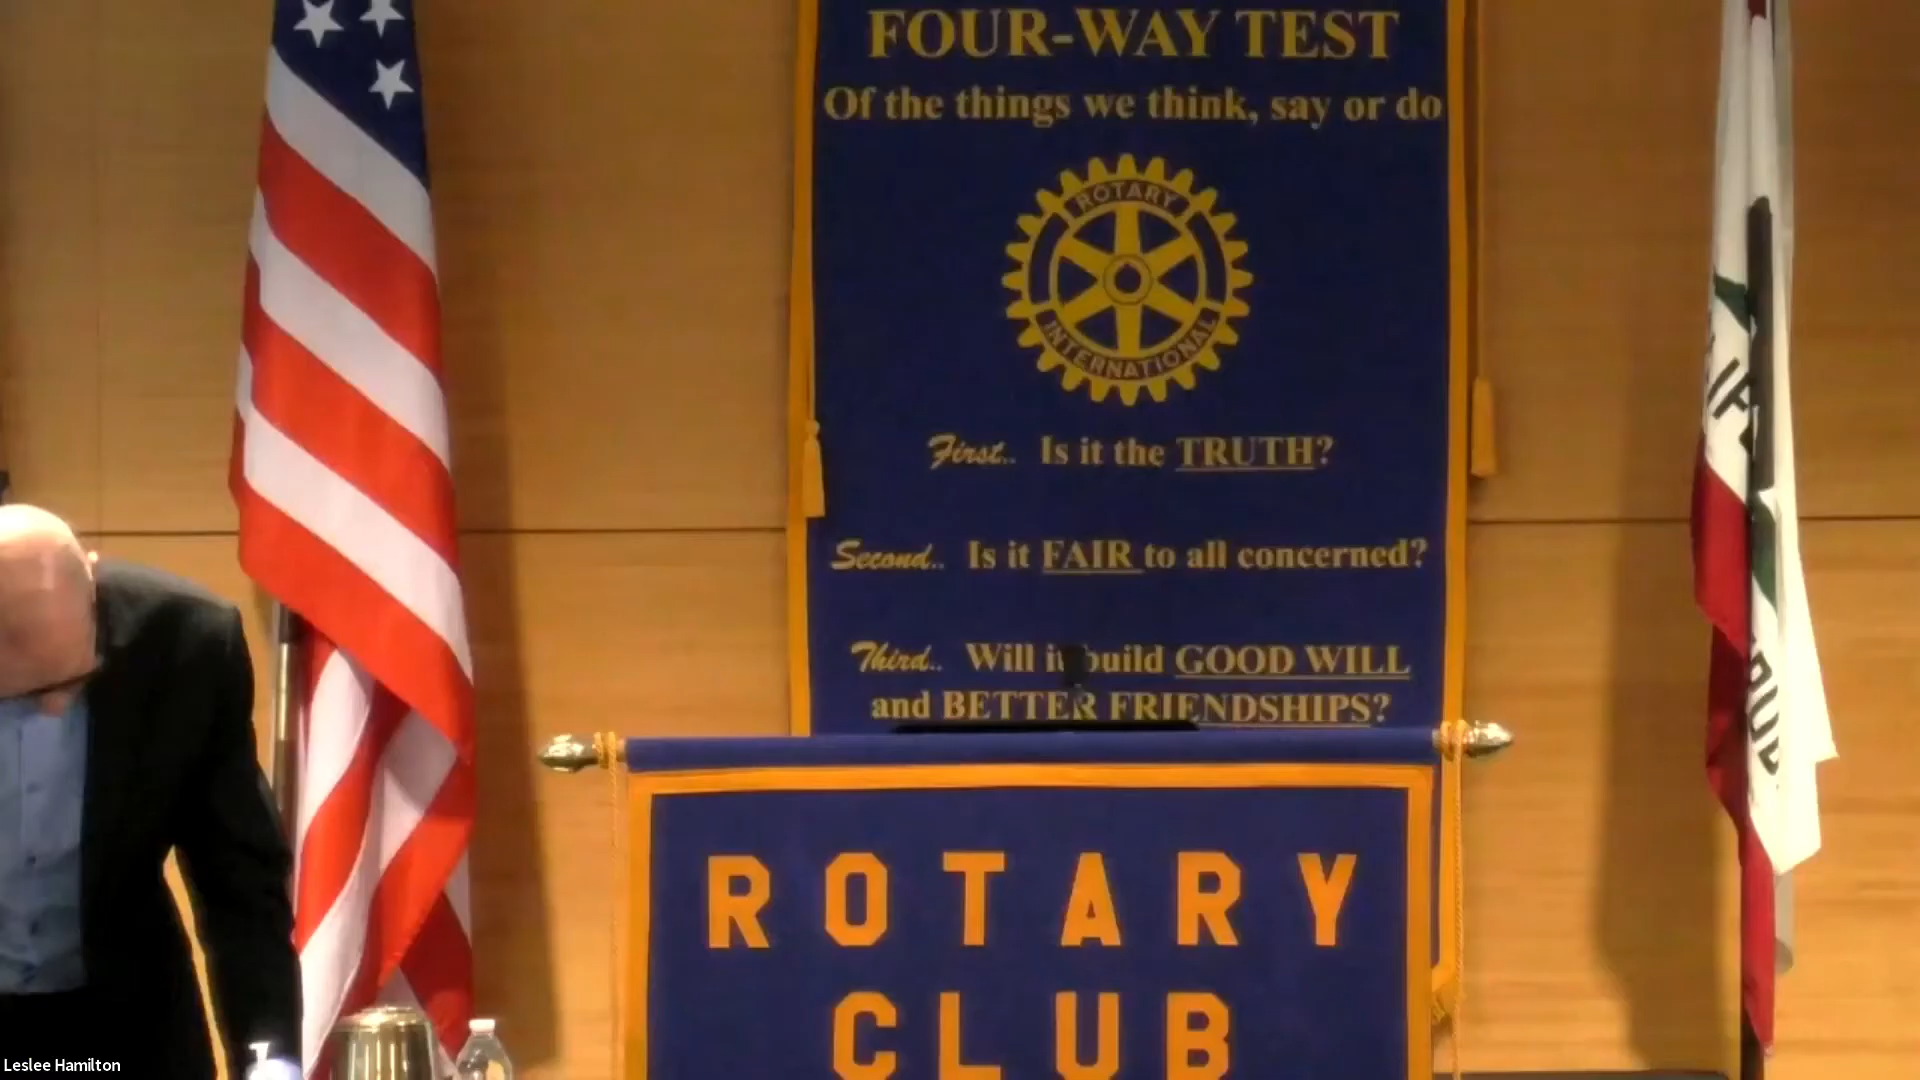 FOUR-WAY TEST
Of the things we think, say or do
ROTARY
INTERNATIONAL
First.. Is it the TRUTH?
Second.. Is it FAIR to all concerned?
Third.. Will it build GOOD WILL
and BETTER FRIENDSHIPS?
ROTARY
CLUB
Leslee Hamilton